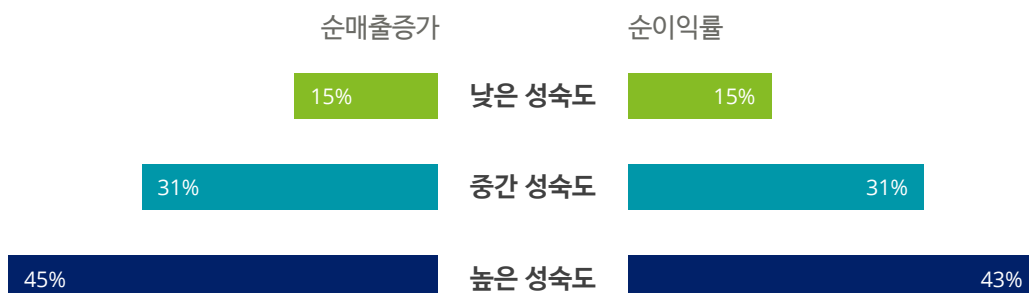 순매출증가 순이익률
15% 낮은 성숙도 15%
31% 중간 성숙도 31%
45% 높은 성숙도 43%